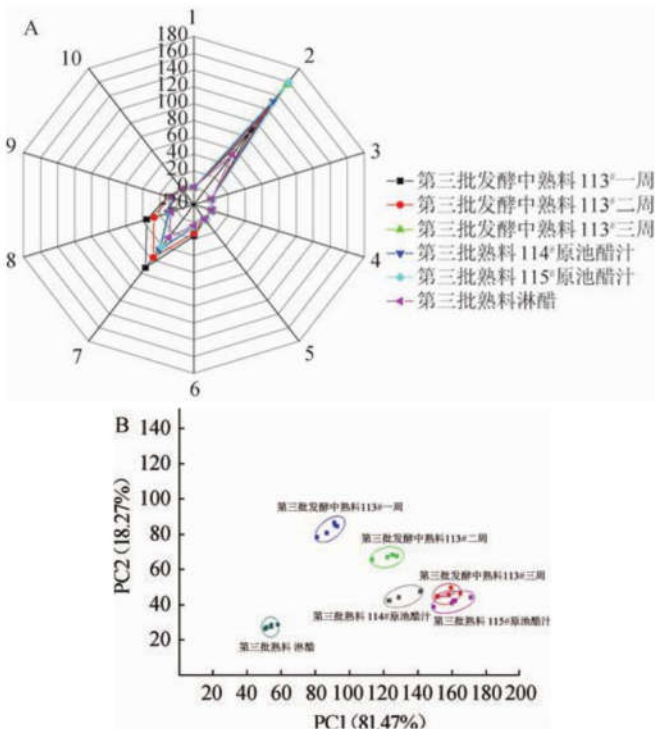 A
1
2
3
4
5
6
7
8
9
10
180
160
140
120
100
80
60
40
20
0
第三批发酵中熟料 113#一周
第三批发酵中熟料 113#二周
第三批发酵中熟料 113#三周
第三批熟料 114#原池醋汁
第三批熟料 115#原池醋汁
第三批熟料淋醋
B
PC2 (18.27%)
140
120
100
80
60
40
20
第三批发酵中熟料113#一周
第三批发酵中熟料113#二周
第三批发酵中熟料113#三周
第三批熟料 114#原池醋汁
第三批熟料 115#原池醋汁
第三批熟料 淋醋
20 40 60 80 100 120 140 160 180 200
PC1 (81.47%)